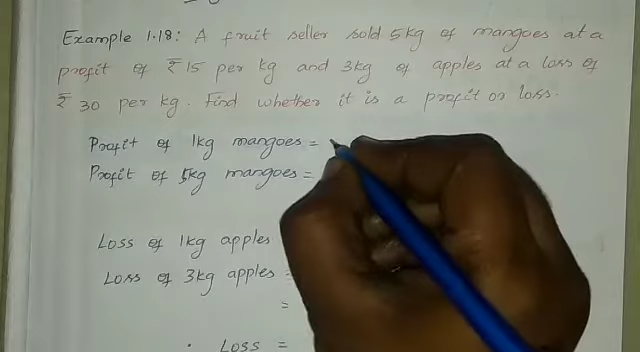 Example 1.18: A fruit seller sold 5kg of mangoes at a
profit of ₹15 per kg and 3kg of apples at a loss of
₹ 30 per kg. Find whether it is a profit or loss.
Profit of 1kg mangoes =
Profit of 5kg mangoes =
Loss of 1kg apples
Loss of 3kg apples =
=
. Loss =